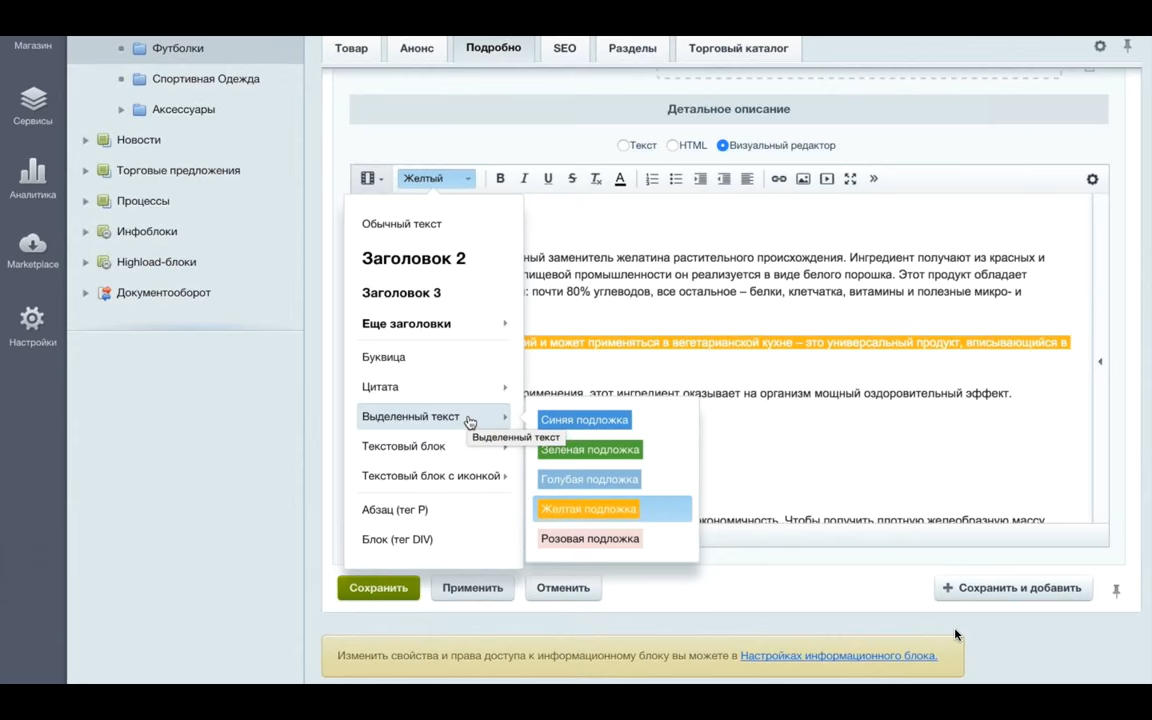 Магазин
Сервисы
Аналитика
Marketplace
Настройки
Футболки
Спортивная Одежда
Аксессуары
Новости
Торговые предложения
Процессы
Инфоблоки
Highload-блоки
Документооборот
Товар Анонс Подробно SEO Разделы Торговый каталог
Детальное описание
Текст HTML Визуальный редактор
Желтый B I U S Tx A »
Обычный текст
Заголовок 2
Заголовок 3
Еще заголовки
Буквица
Цитата
Выделенный текст
Выделенный текст
Текстовый блок
Текстовый блок с иконкой
Абзац (тег P)
Блок (тег DIV)
Синяя подложка
Зеленая подложка
Голубая подложка
Желтая подложка
Розовая подложка
ный заменитель желатина растительного происхождения. Ингредиент получают из красных и
пищевой промышленности он реализуется в виде белого порошка. Этот продукт обладает
: почти 80% углеводов, все остальное – белки, клетчатка, витамины и полезные микро- и
ий и может применяться в вегетарианской кухне – это универсальный продукт, вписывающийся в
рименения, этот ингредиент оказывает на организм мощный оздоровительный эффект.
кономичность. Чтобы получить плотную желеобразную массу
Сохранить Применить Отменить + Сохранить и добавить
Изменить свойства и права доступа к информационному блоку вы можете в Настройках информационного блока.